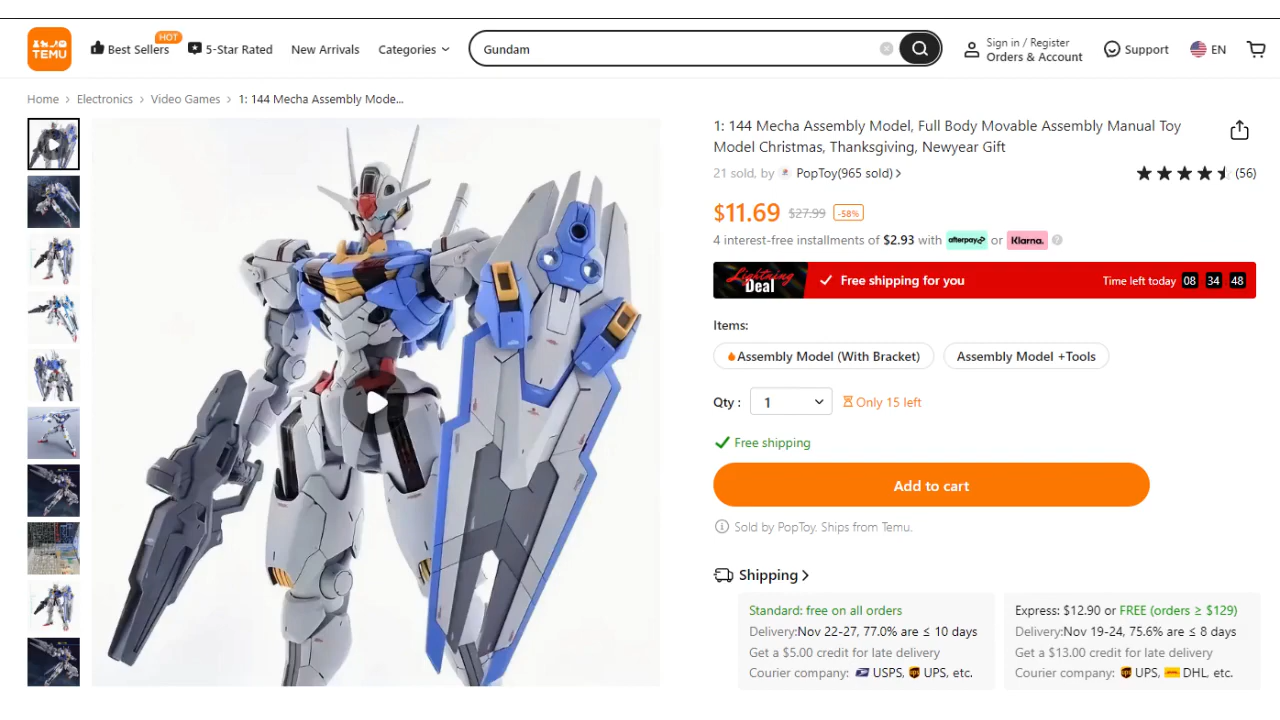 TEMU
Best Sellers
HOT
5-Star Rated
New Arrivals
Categories
Gundam
Sign in / Register
Orders & Account
Support
EN
Home > Electronics > Video Games > 1: 144 Mecha Assembly Mode...
1: 144 Mecha Assembly Model, Full Body Movable Assembly Manual Toy
Model Christmas, Thanksgiving, Newyear Gift
21 sold, by PopToy(965 sold) >
(56)
$11.69 $27.99 -58%
4 interest-free installments of $2.93 with afterpay or Klarna.
Lightning Deal
Free shipping for you
Time left today 08 34 48
Items:
Assembly Model (With Bracket)
Assembly Model +Tools
Qty : 1
Only 15 left
Free shipping
Add to cart
Sold by PopToy. Ships from Temu.
Shipping >
Standard: free on all orders
Delivery:Nov 22-27, 77.0% are ≤ 10 days
Get a $5.00 credit for late delivery
Courier company: USPS, UPS, etc.
Express: $12.90 or FREE (orders ≥ $129)
Delivery:Nov 19-24, 75.6% are ≤ 8 days
Get a $13.00 credit for late delivery
Courier company: UPS, DHL, etc.